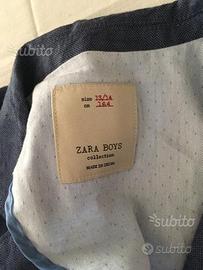 subito
size 13/14
cm 164
ZARA BOYS
collection
MADE IN CHINA
subito
subito